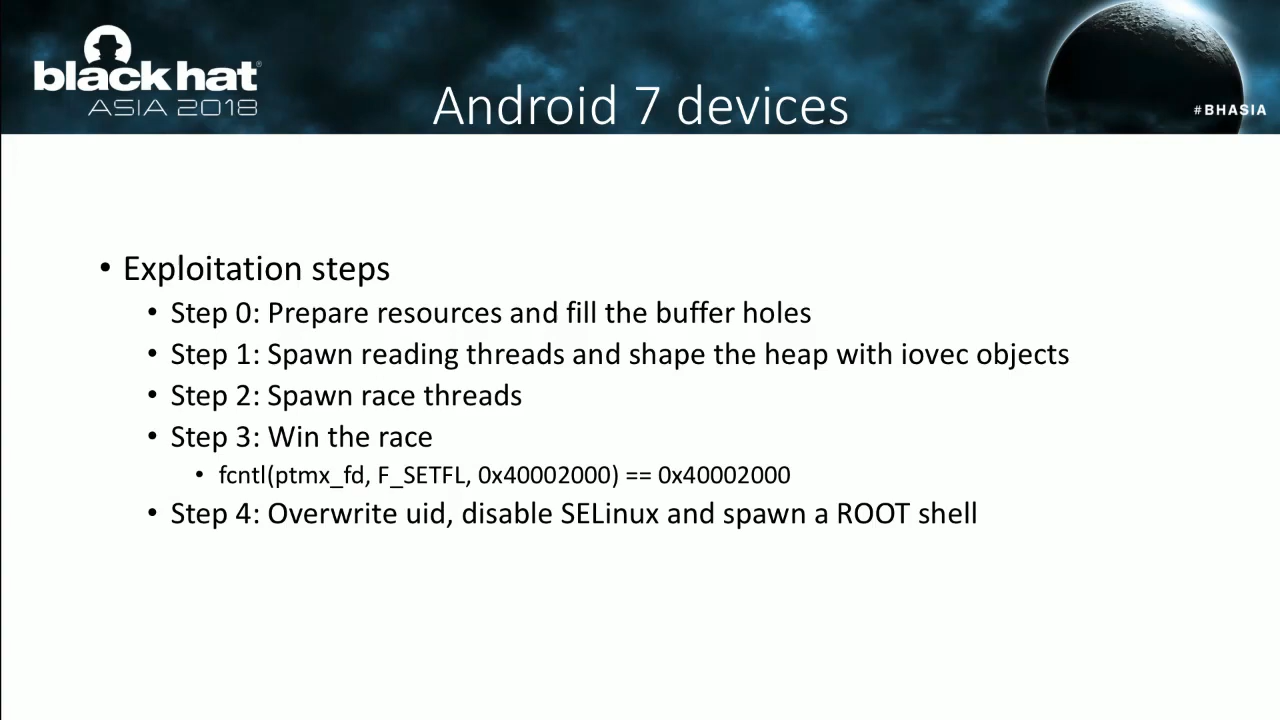 black hat®
ASIA 2018
Android 7 devices
#BHASIA
• Exploitation steps
• Step 0: Prepare resources and fill the buffer holes
• Step 1: Spawn reading threads and shape the heap with iovec objects
• Step 2: Spawn race threads
• Step 3: Win the race
• fcntl(ptmx_fd, F_SETFL, 0x40002000) == 0x40002000
• Step 4: Overwrite uid, disable SELinux and spawn a ROOT shell